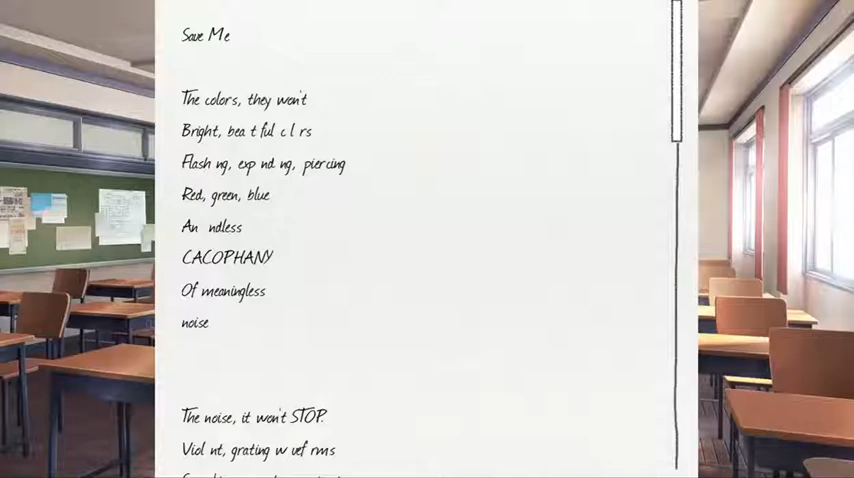 Save Me
The colors, they won't
Bright, bea t ful c l rs
Flash ng, exp nd ng, piercing
Red, green, blue
An  ndless
CACOPHANY
Of meaningless
noise
The noise, it won't STOP.
Viol nt, grating w vef rms